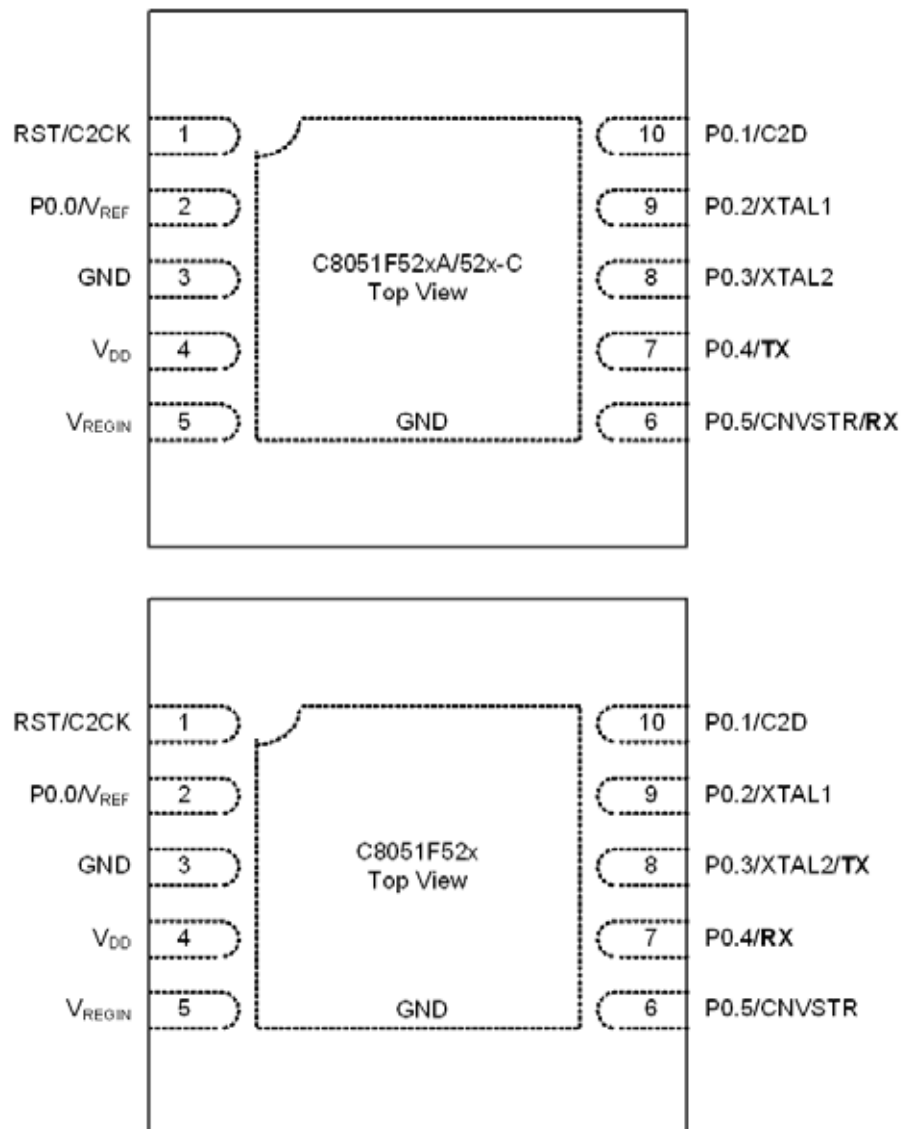 RST/C2CK 1 10 P0.1/C2D
P0.0/VREF 2 9 P0.2/XTAL1
C8051F52xA/52x-C
GND 3 8 P0.3/XTAL2
Top View
VDD 4 7 P0.4/TX
VREGIN 5 GND 6 P0.5/CNVSTR/RX
RST/C2CK 1 10 P0.1/C2D
P0.0/VREF 2 9 P0.2/XTAL1
C8051F52x
GND 3 8 P0.3/XTAL2/TX
Top View
VDD 4 7 P0.4/RX
VREGIN 5 GND 6 P0.5/CNVSTR